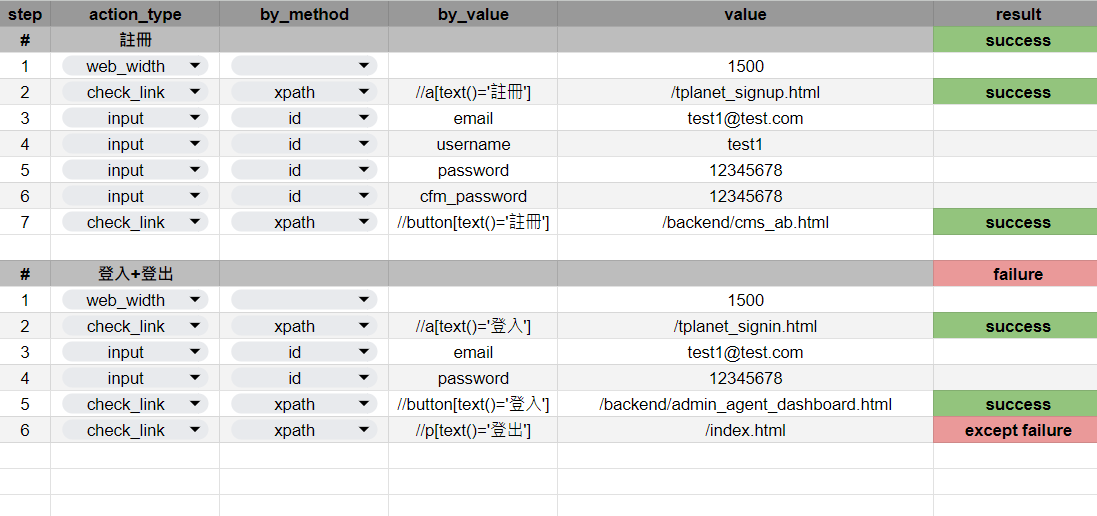 step action_type by_method by_value value result
# 註冊 success
1 web_width 1500
2 check_link xpath //a[text()='註冊'] /tplanet_signup.html success
3 input id email test1@test.com
4 input id username test1
5 input id password 12345678
6 input id cfm_password 12345678
7 check_link xpath //button[text()='註冊'] /backend/cms_ab.html success
# 登入+登出 failure
1 web_width 1500
2 check_link xpath //a[text()='登入'] /tplanet_signin.html success
3 input id email test1@test.com
4 input id password 12345678
5 check_link xpath //button[text()='登入'] /backend/admin_agent_dashboard.html success
6 check_link xpath //p[text()='登出'] /index.html except failure